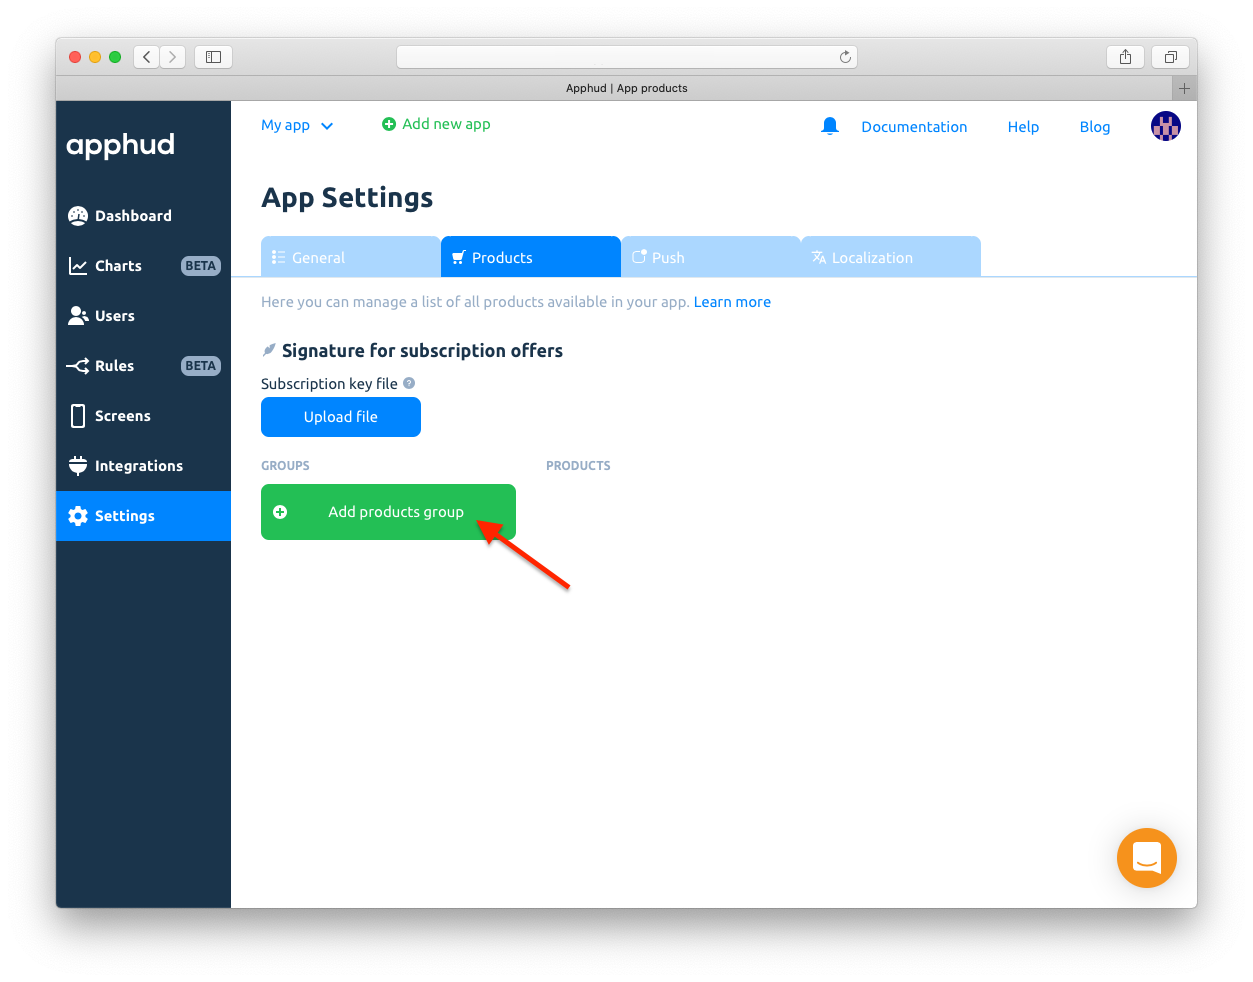 Apphud | App products
apphud
My app
Add new app
Documentation
Help
Blog
Dashboard
Charts BETA
Users
Rules BETA
Screens
Integrations
Settings
App Settings
General
Products
Push
Localization
Here you can manage a list of all products available in your app. Learn more
Signature for subscription offers
Subscription key file ?
Upload file
GROUPS
PRODUCTS
Add products group